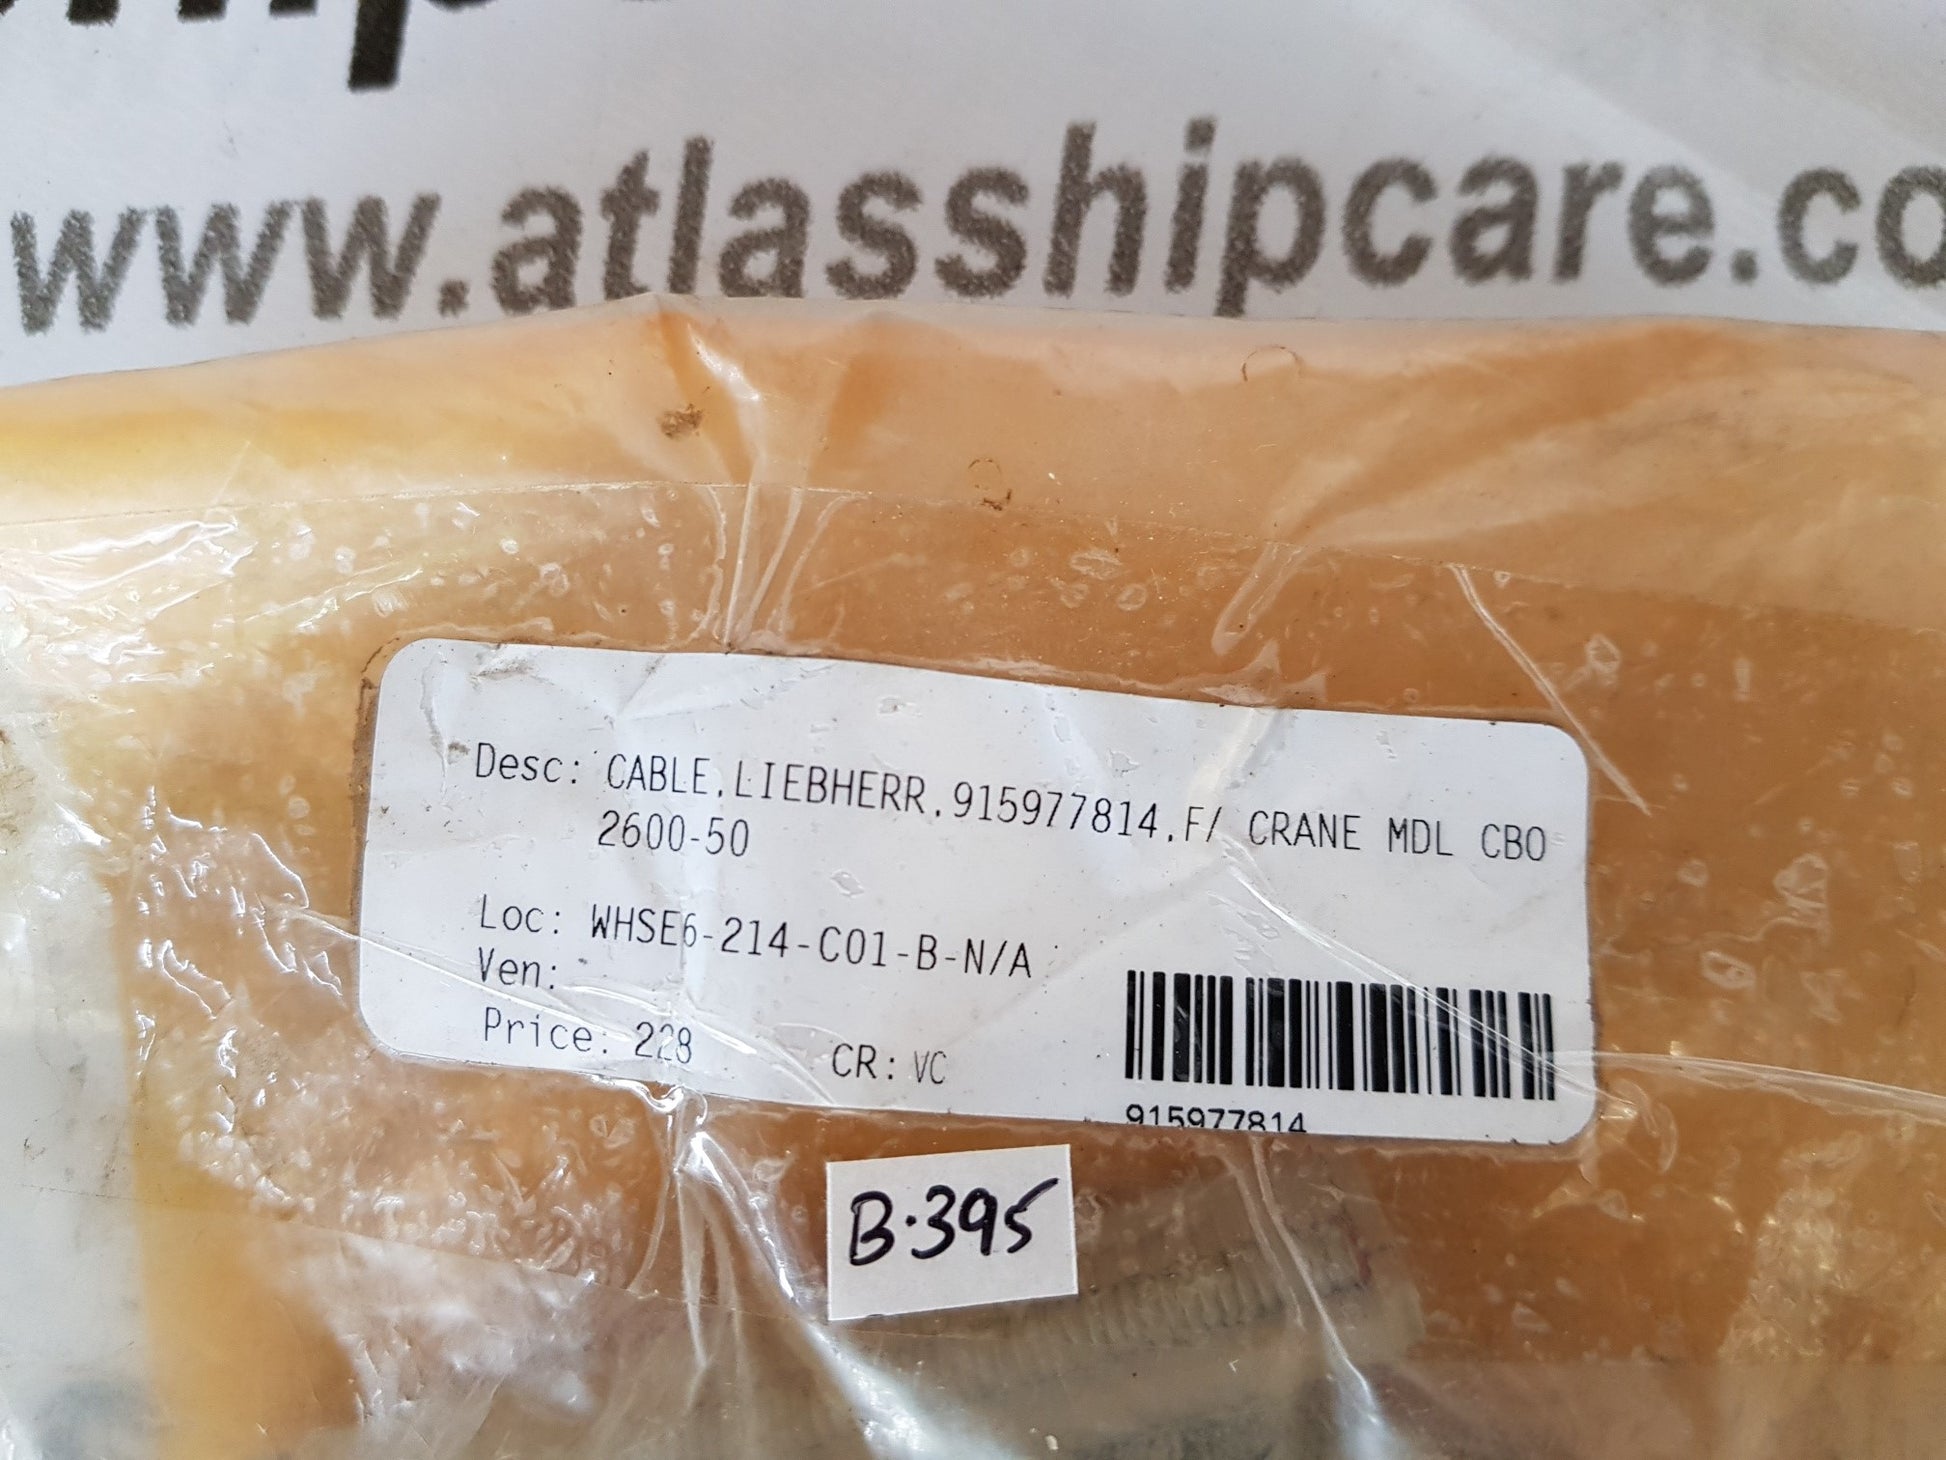 www.atlasshipcare.co
Desc: CABLE,LIEBHERR,915977814,F/ CRANE MDL CBO
2600-50
Loc: WHSE6-214-C01-B-N/A
Ven:
Price: 228
CR: VC
915977814
B.395